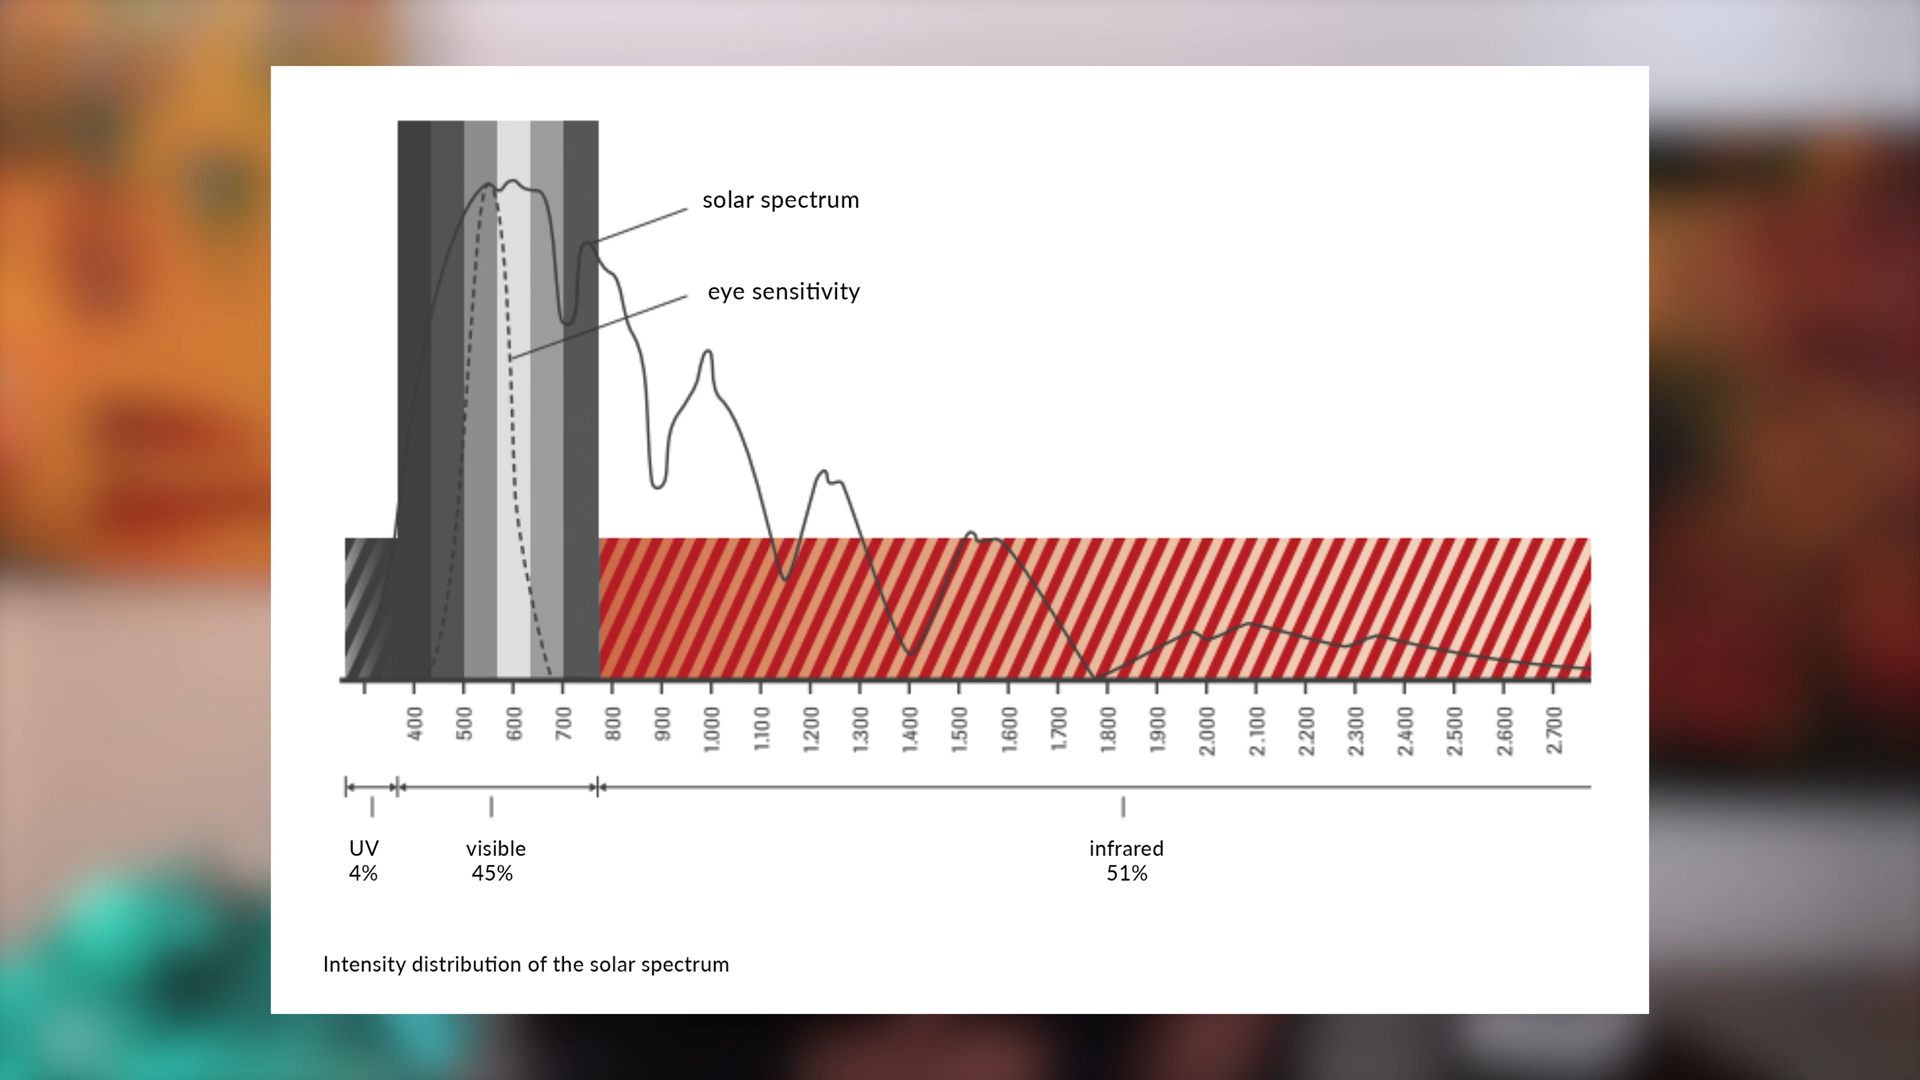 solar spectrum
eye sensitivity
400 500 600 700 800 900 1.000 1.100 1.200 1.300 1.400 1.500 1.600 1.700 1.800 1.900 2.000 2.100 2.200 2.300 2.400 2.500 2.600 2.700
UV visible infrared
4% 45% 51%
Intensity distribution of the solar spectrum